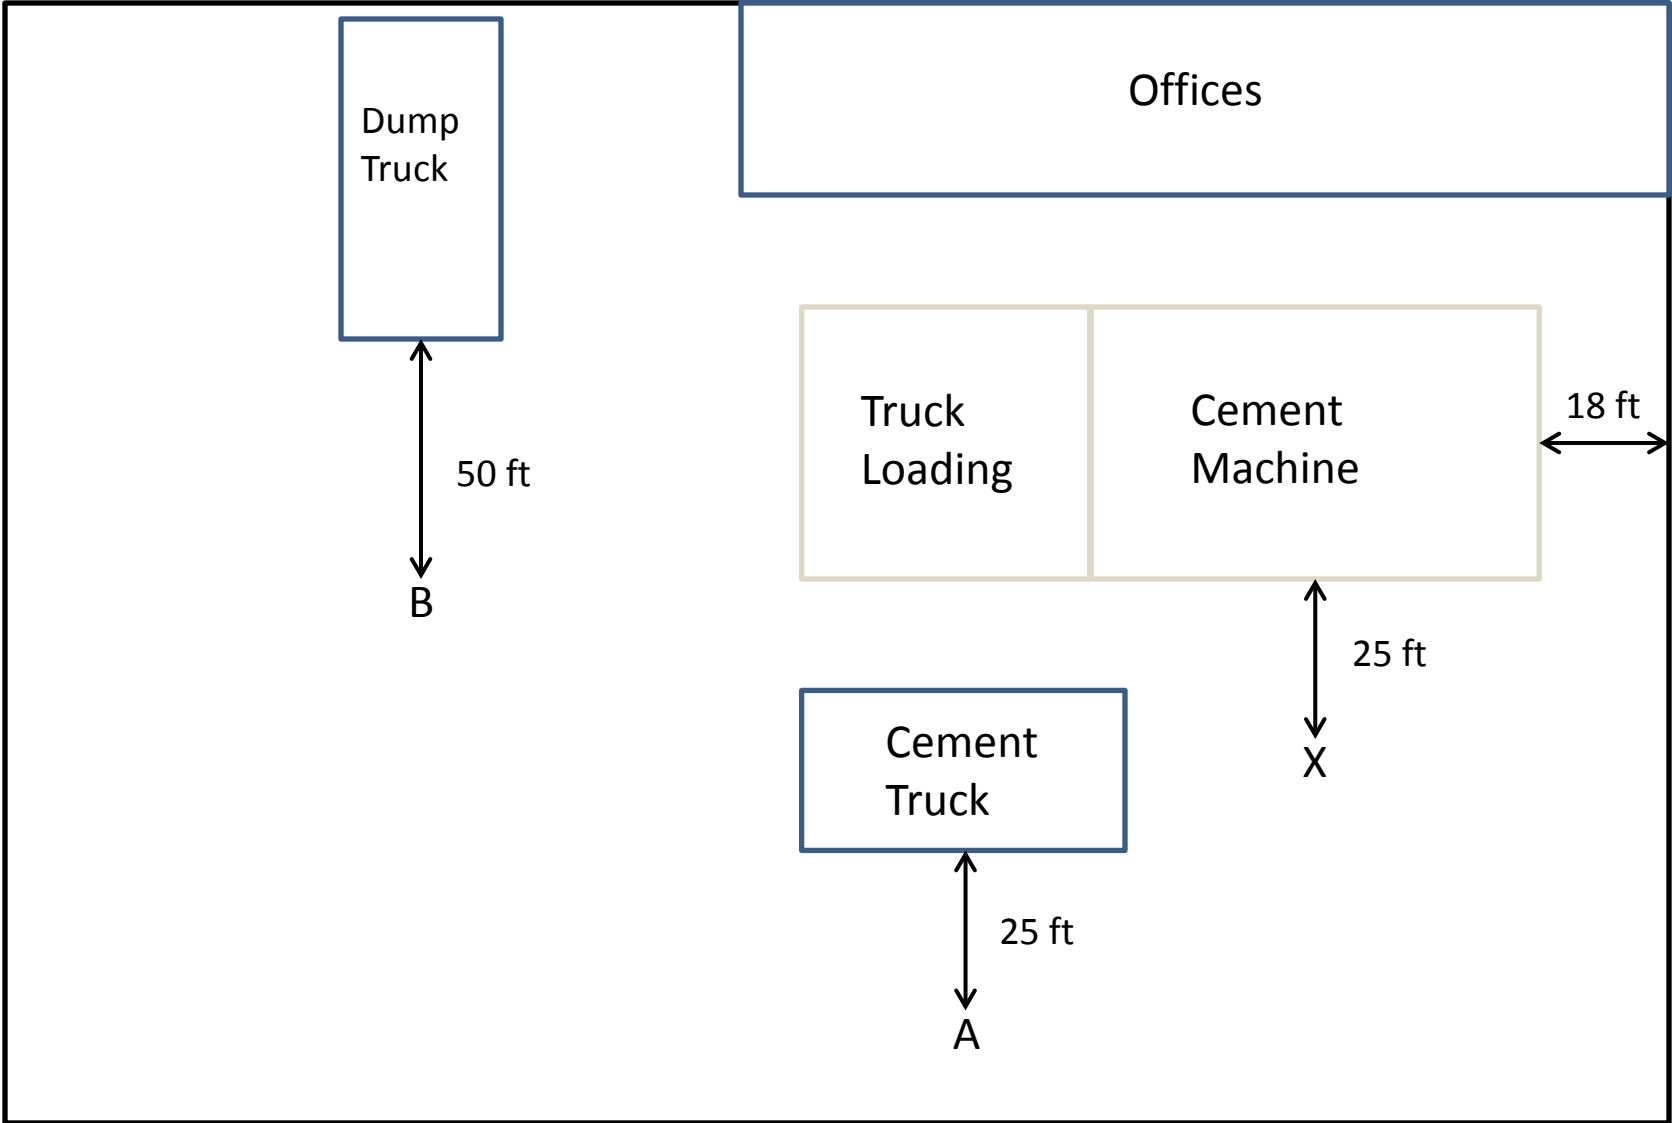 Offices
Dump
Truck
Truck
Loading
Cement
Machine
18 ft
50 ft
B
25 ft
Cement
Truck
X
25 ft
A